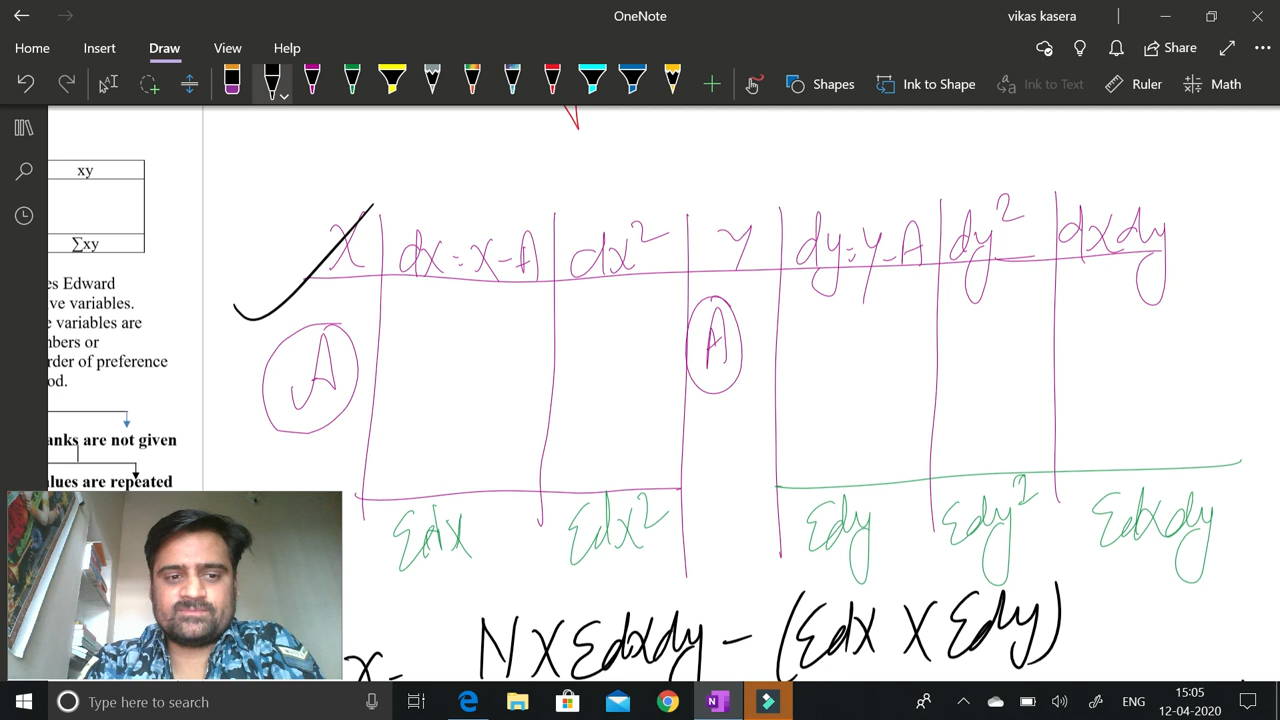 OneNote
vikas kasera
Home Insert Draw View Help
Share
Shapes Ink to Shape Ink to Text Ruler Math
xy
∑xy
es Edward
ve variables.
e variables are
nbers or
rder of preference
od.
anks are not given
alues are repeated
X dx = X-A dx² Y dy = Y-A dy² dxdy
A A
Σdx Σdx² Σdy Σdy² Σdxdy
N X Σdxdy - (Σdx X Σdy)
Type here to search
ENG
15:05
12-04-2020